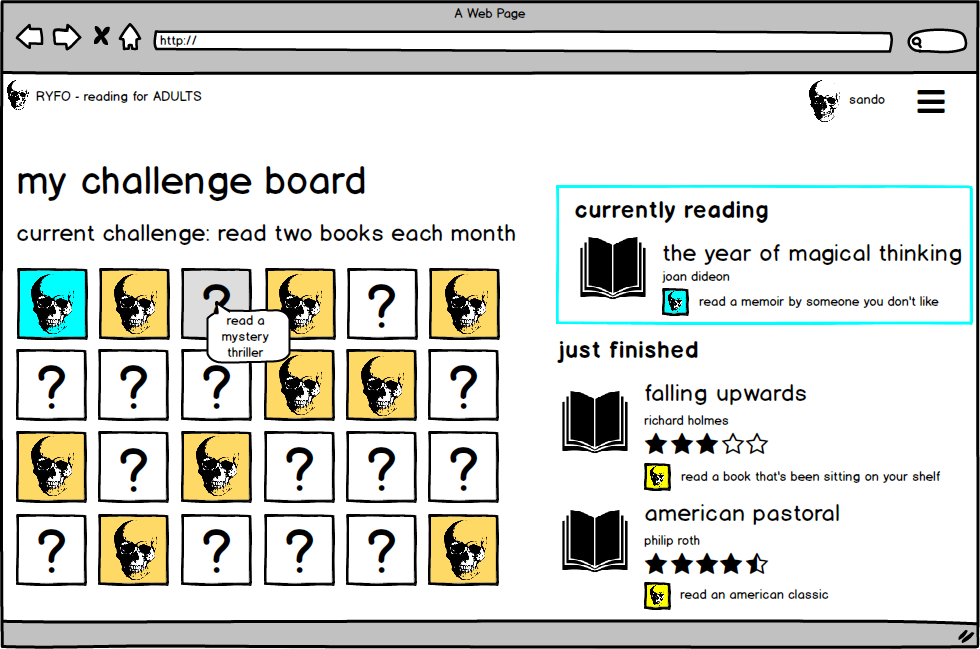 A Web Page
http://
RYFO - reading for ADULTS
sando
my challenge board
current challenge: read two books each month
?
?
read a
mystery
thriller
? ? ? ?
? ? ? ?
? ? ? ?
currently reading
the year of magical thinking
joan dideon
read a memoir by someone you don't like
just finished
falling upwards
richard holmes
read a book that's been sitting on your shelf
american pastoral
philip roth
read an american classic